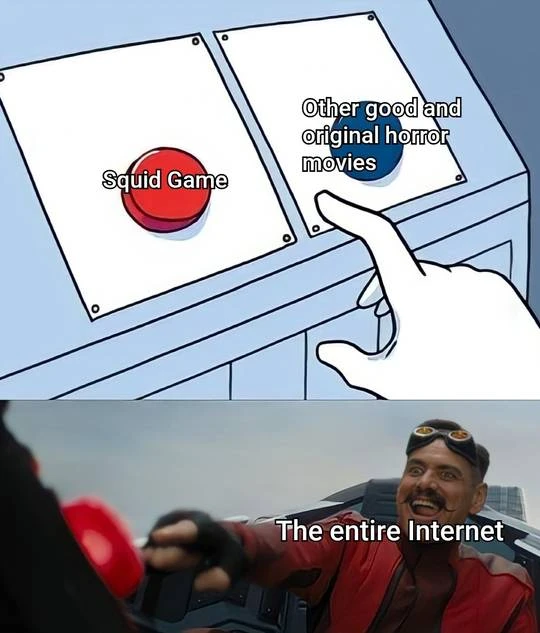 Squid Game
Other good and
original horror
movies
The entire Internet